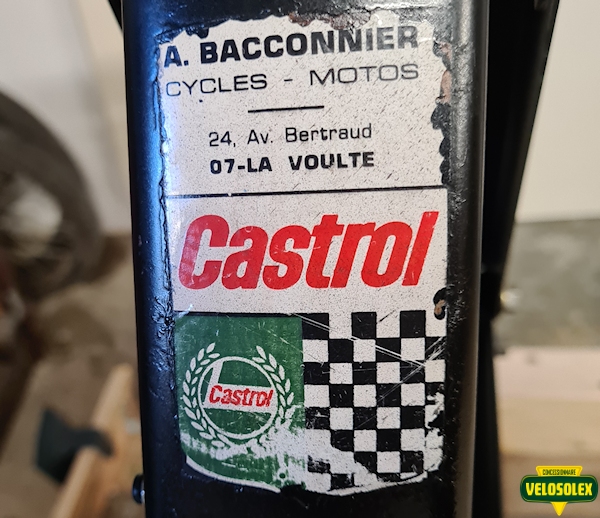 A. BACCONNIER
CYCLES - MOTOS
24, Av. Bertraud
07-LA VOULTE
Castrol
Castrol
CONCESSIONNAIRE
VELOSOLEX